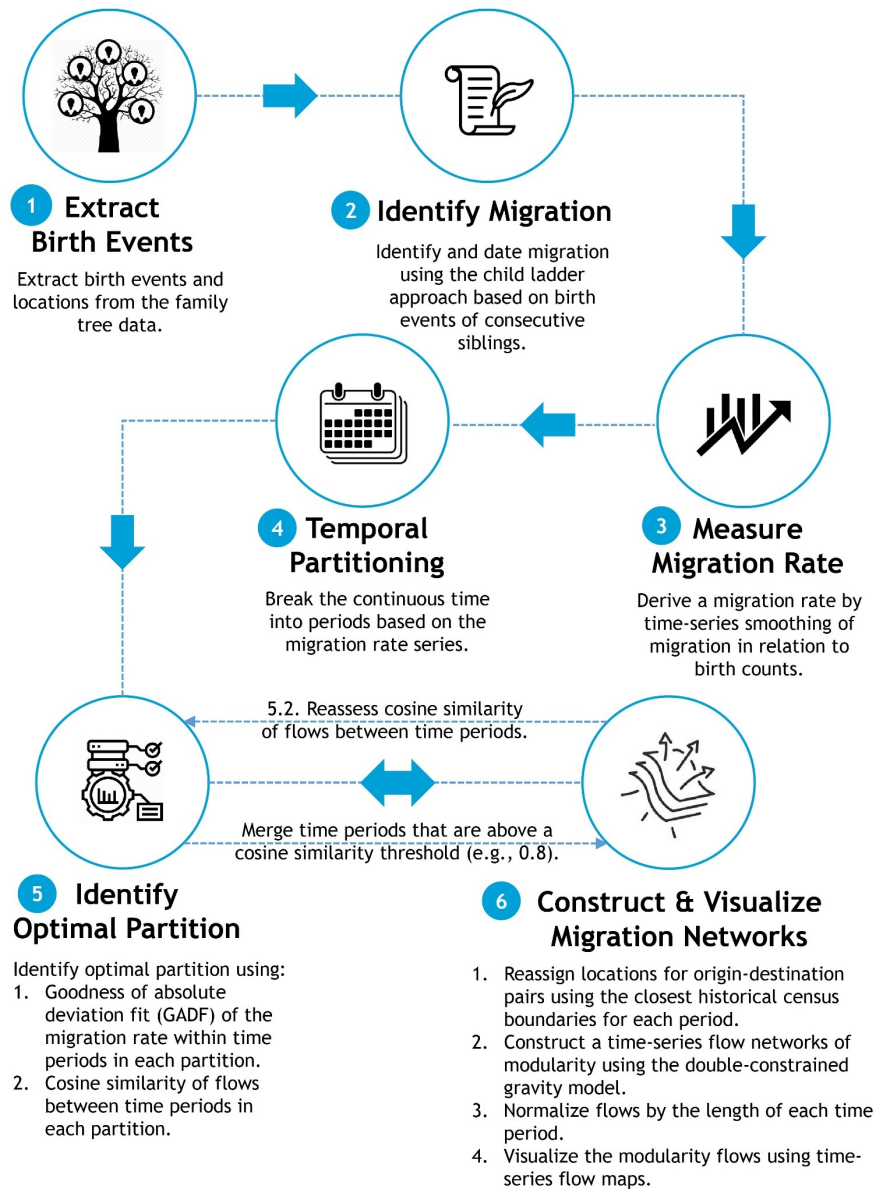 1 Extract
Birth Events
Extract birth events and
locations from the family
tree data.
2 Identify Migration
Identify and date migration
using the child ladder
approach based on birth
events of consecutive
siblings.
3 Measure
Migration Rate
Derive a migration rate by
time-series smoothing of
migration in relation to
birth counts.
4 Temporal
Partitioning
Break the continuous time
into periods based on the
migration rate series.
5.2. Reassess cosine similarity
of flows between time periods.
Merge time periods that are above a
cosine similarity threshold (e.g., 0.8).
5 Identify
Optimal Partition
Identify optimal partition using:
1. Goodness of absolute
deviation fit (GADF) of the
migration rate within time
periods in each partition.
2. Cosine similarity of flows
between time periods in
each partition.
6 Construct & Visualize
Migration Networks
1. Reassign locations for origin-destination
pairs using the closest historical census
boundaries for each period.
2. Construct a time-series flow networks of
modularity using the double-constrained
gravity model.
3. Normalize flows by the length of each time
period.
4. Visualize the modularity flows using time-
series flow maps.